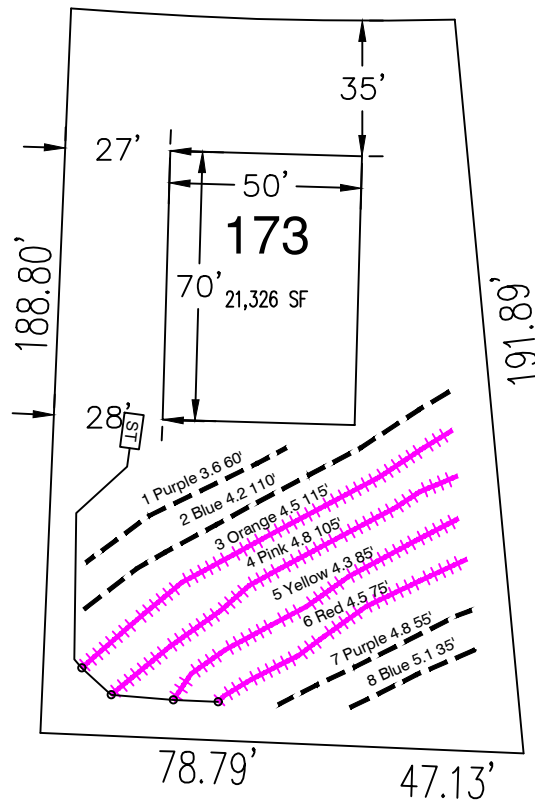 35'
27'
50'
173
188.80'
70'
21,326 SF
191.89'
28'
ST
1 Purple 3.6 60'
2 Blue 4.2 110'
3 Orange 4.5 115'
4 Pink 4.8 105'
5 Yellow 4.3 85'
6 Red 4.5 75'
7 Purple 4.8 55'
8 Blue 5.1 35'
78.79'
47.13'